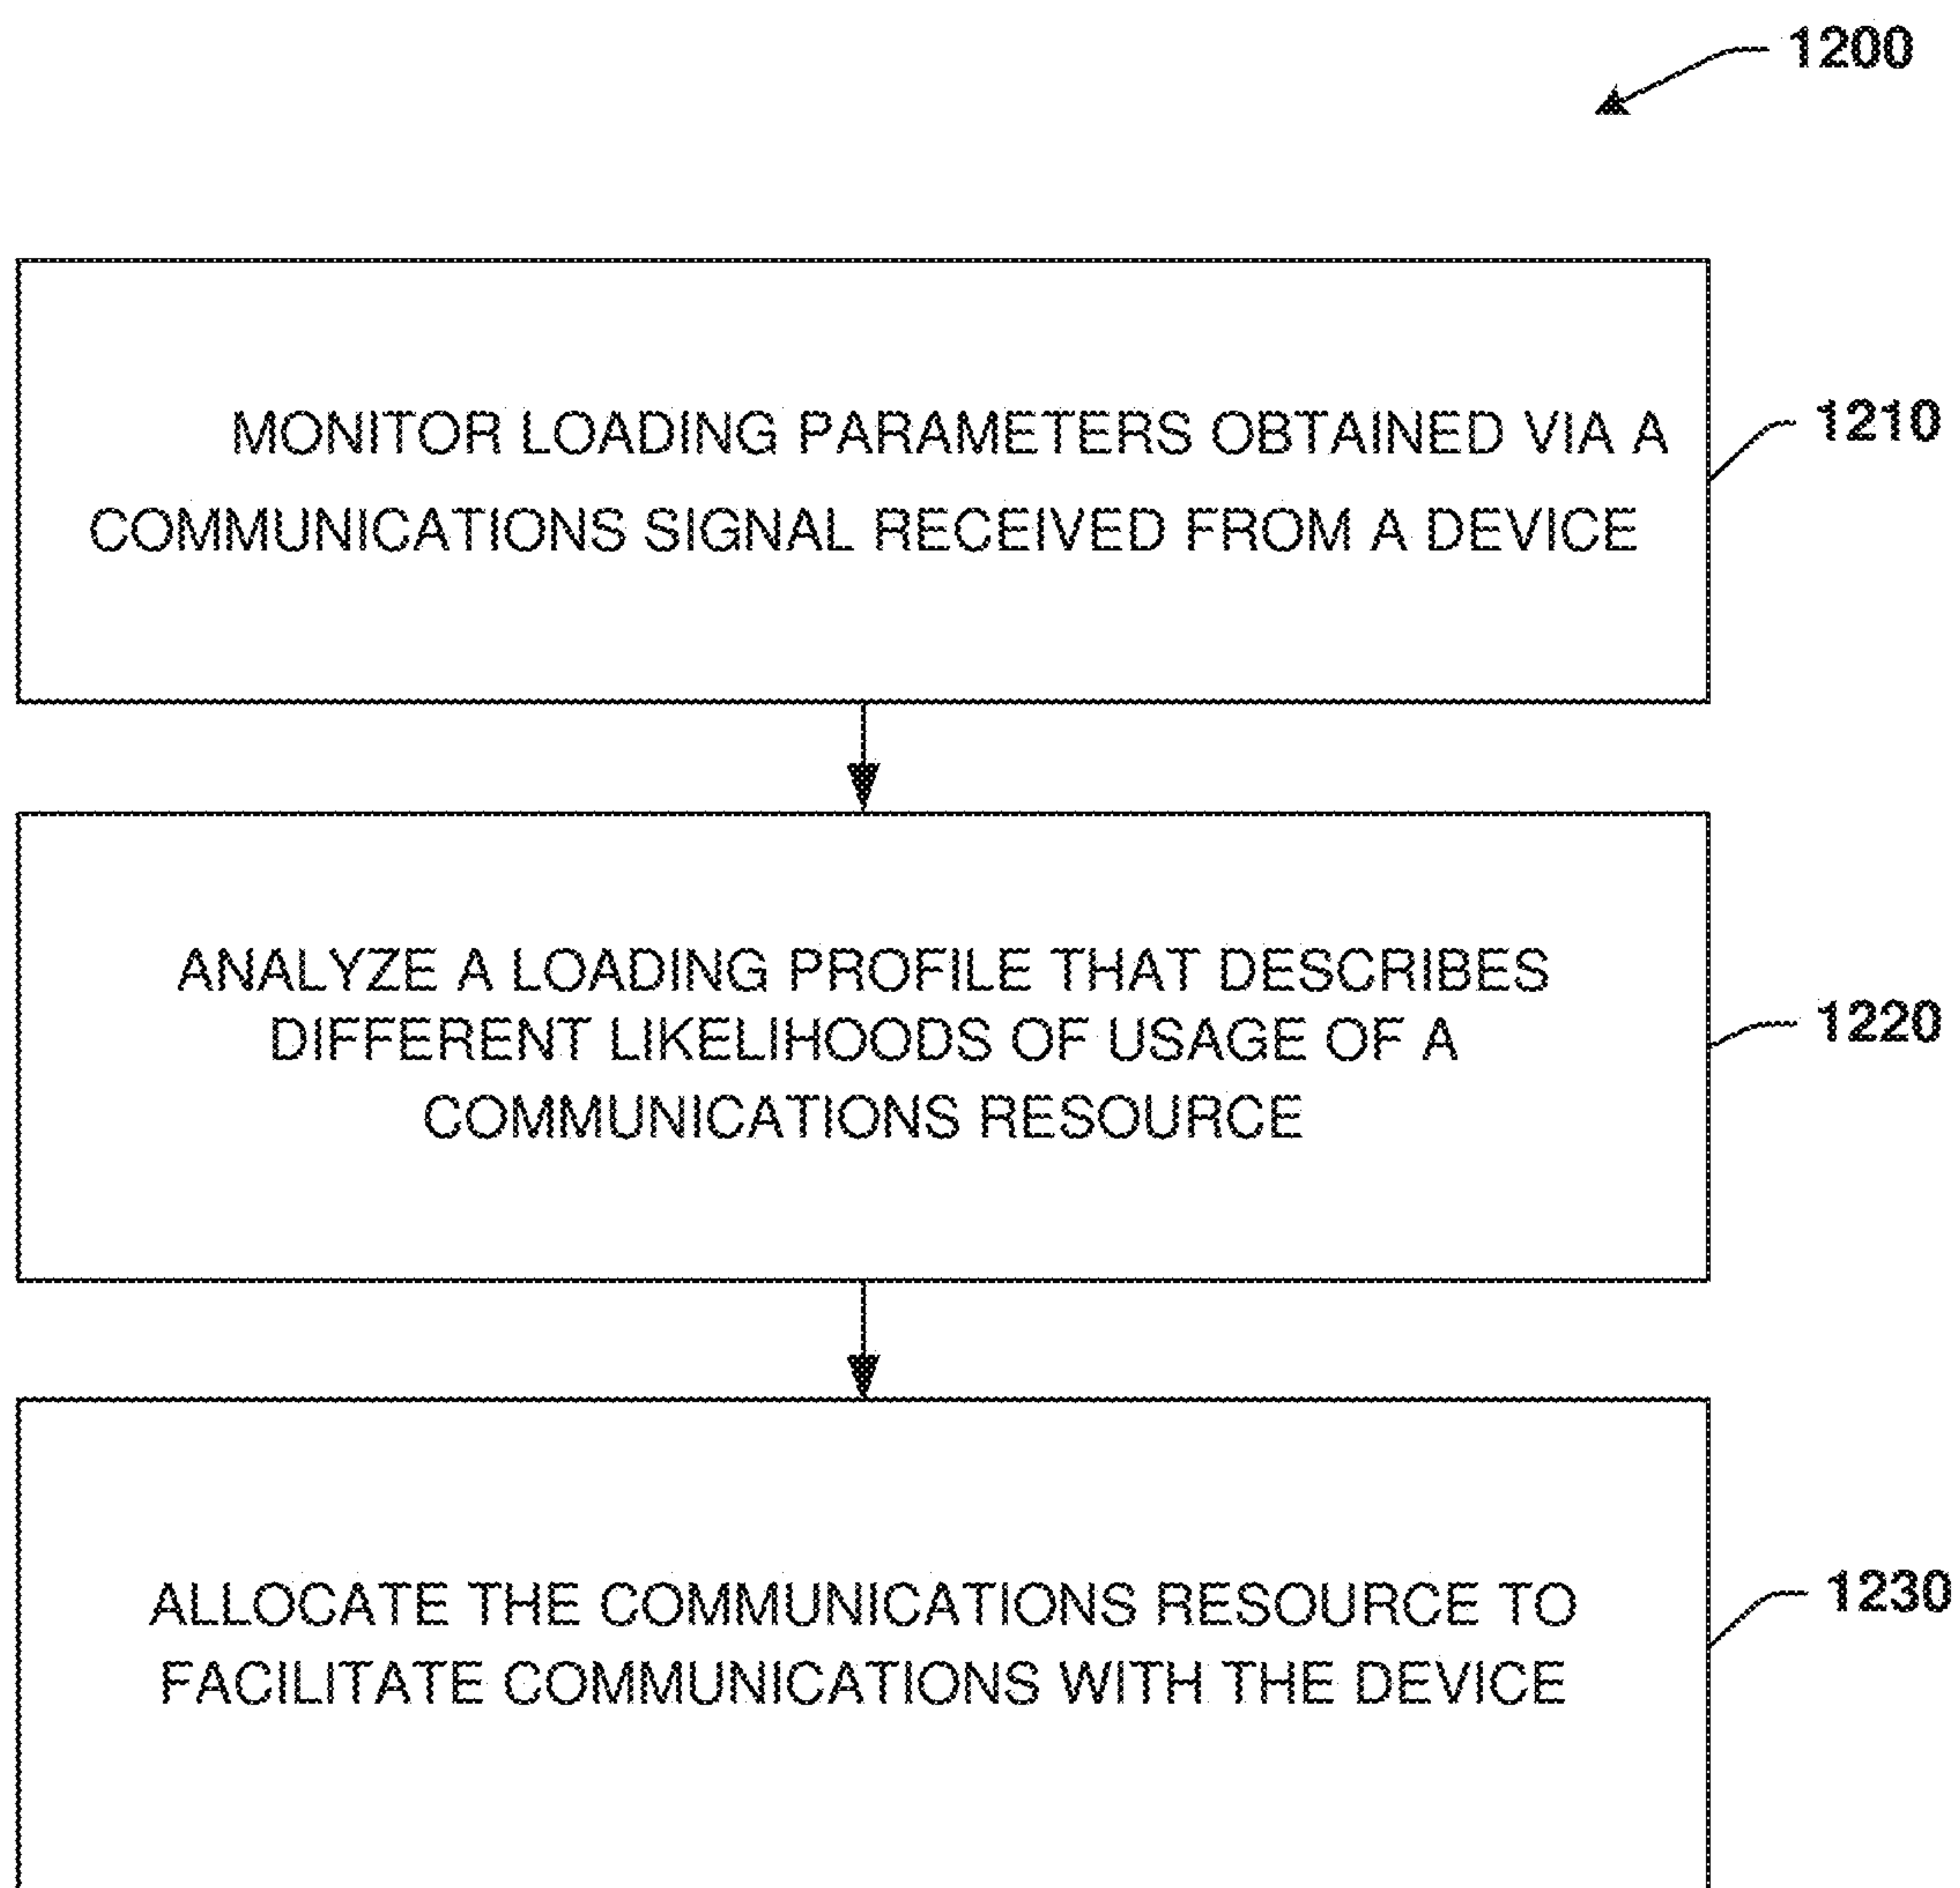 1200
MONITOR LOADING PARAMETERS OBTAINED VIA A
COMMUNICATIONS SIGNAL RECEIVED FROM A DEVICE
1210
ANALYZE A LOADING PROFILE THAT DESCRIBES
DIFFERENT LIKELIHOODS OF USAGE OF A
COMMUNICATIONS RESOURCE
1220
ALLOCATE THE COMMUNICATIONS RESOURCE TO
FACILITATE COMMUNICATIONS WITH THE DEVICE
1230